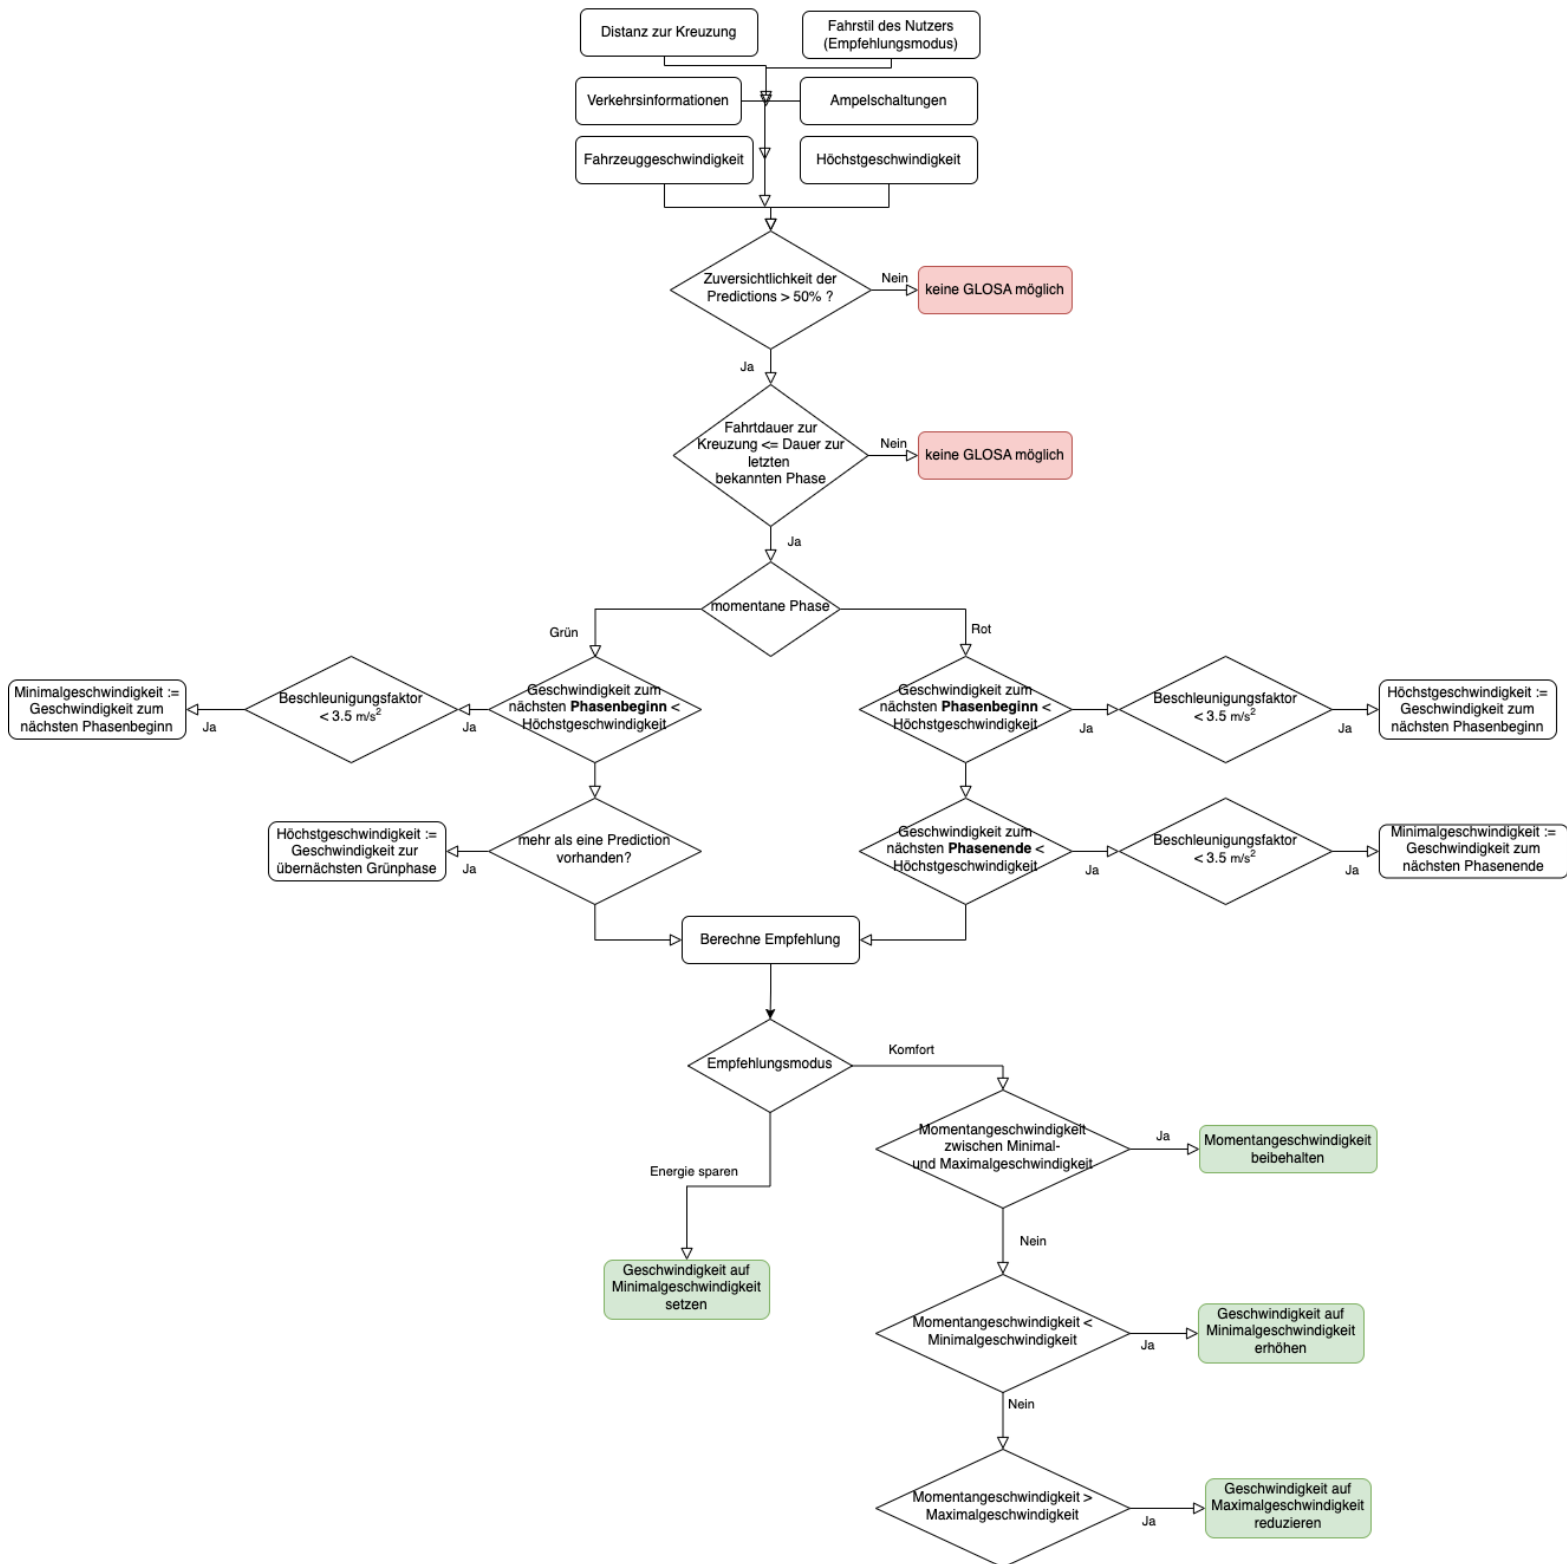 Distanz zur Kreuzung
Fahrstil des Nutzers
(Empfehlungsmodus)
Verkehrsinformationen
Ampelschaltungen
Fahrzeuggeschwindigkeit
Höchstgeschwindigkeit
Zuversichtlichkeit der
Predictions > 50% ?
Nein
keine GLOSA möglich
Ja
Fahrtdauer zur
Kreuzung <= Dauer zur
letzten
bekannten Phase
Nein
keine GLOSA möglich
Ja
momentane Phase
Grün
Rot
Minimalgeschwindigkeit :=
Geschwindigkeit zum
nächsten Phasenbeginn
Ja
Beschleunigungsfaktor
< 3.5 m/s²
Ja
Geschwindigkeit zum
nächsten Phasenbeginn <
Höchstgeschwindigkeit
Geschwindigkeit zum
nächsten Phasenbeginn <
Höchstgeschwindigkeit
Ja
Beschleunigungsfaktor
< 3.5 m/s²
Ja
Höchstgeschwindigkeit :=
Geschwindigkeit zum
nächsten Phasenbeginn
Höchstgeschwindigkeit :=
Geschwindigkeit zur
übernächsten Grünphase
Ja
mehr als eine Prediction
vorhanden?
Geschwindigkeit zum
nächsten Phasenende <
Höchstgeschwindigkeit
Ja
Beschleunigungsfaktor
< 3.5 m/s²
Ja
Minimalgeschwindigkeit :=
Geschwindigkeit zum
nächsten Phasenende
Berechne Empfehlung
Empfehlungsmodus
Komfort
Energie sparen
Momentangeschwindigkeit
zwischen Minimal-
und Maximalgeschwindigkeit
Ja
Momentangeschwindigkeit
beibehalten
Nein
Geschwindigkeit auf
Minimalgeschwindigkeit
setzen
Momentangeschwindigkeit <
Minimalgeschwindigkeit
Ja
Geschwindigkeit auf
Minimalgeschwindigkeit
erhöhen
Nein
Momentangeschwindigkeit >
Maximalgeschwindigkeit
Ja
Geschwindigkeit auf
Maximalgeschwindigkeit
reduzieren